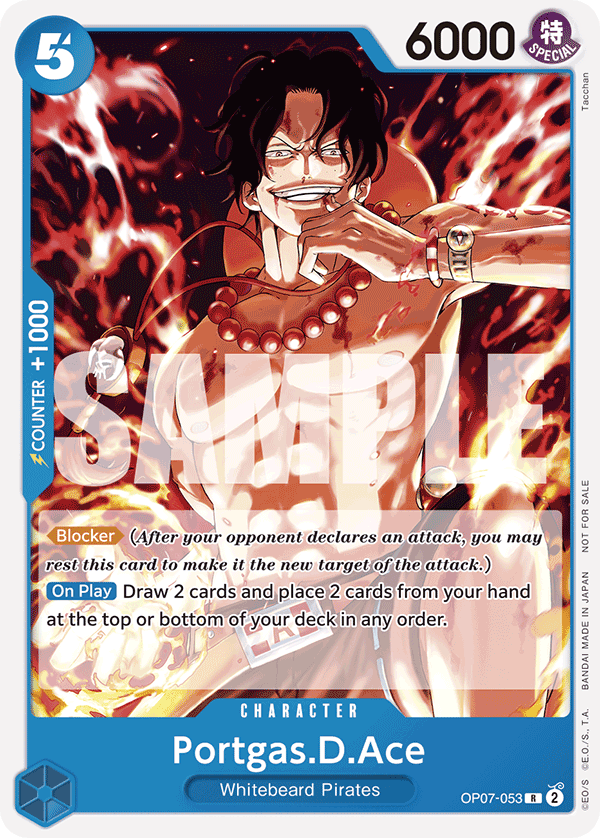 5
6000
特
SPECIAL
Tacchan
COUNTER +1000
SAMPLE
Blocker (After your opponent declares an attack, you may
rest this card to make it the new target of the attack.)
On Play Draw 2 cards and place 2 cards from your hand
at the top or bottom of your deck in any order.
A
CHARACTER
Portgas.D.Ace
Whitebeard Pirates
OP07-053 R 2
©EO/S ©E.O./S., T.A. BANDAI MADE IN JAPAN NOT FOR SALE